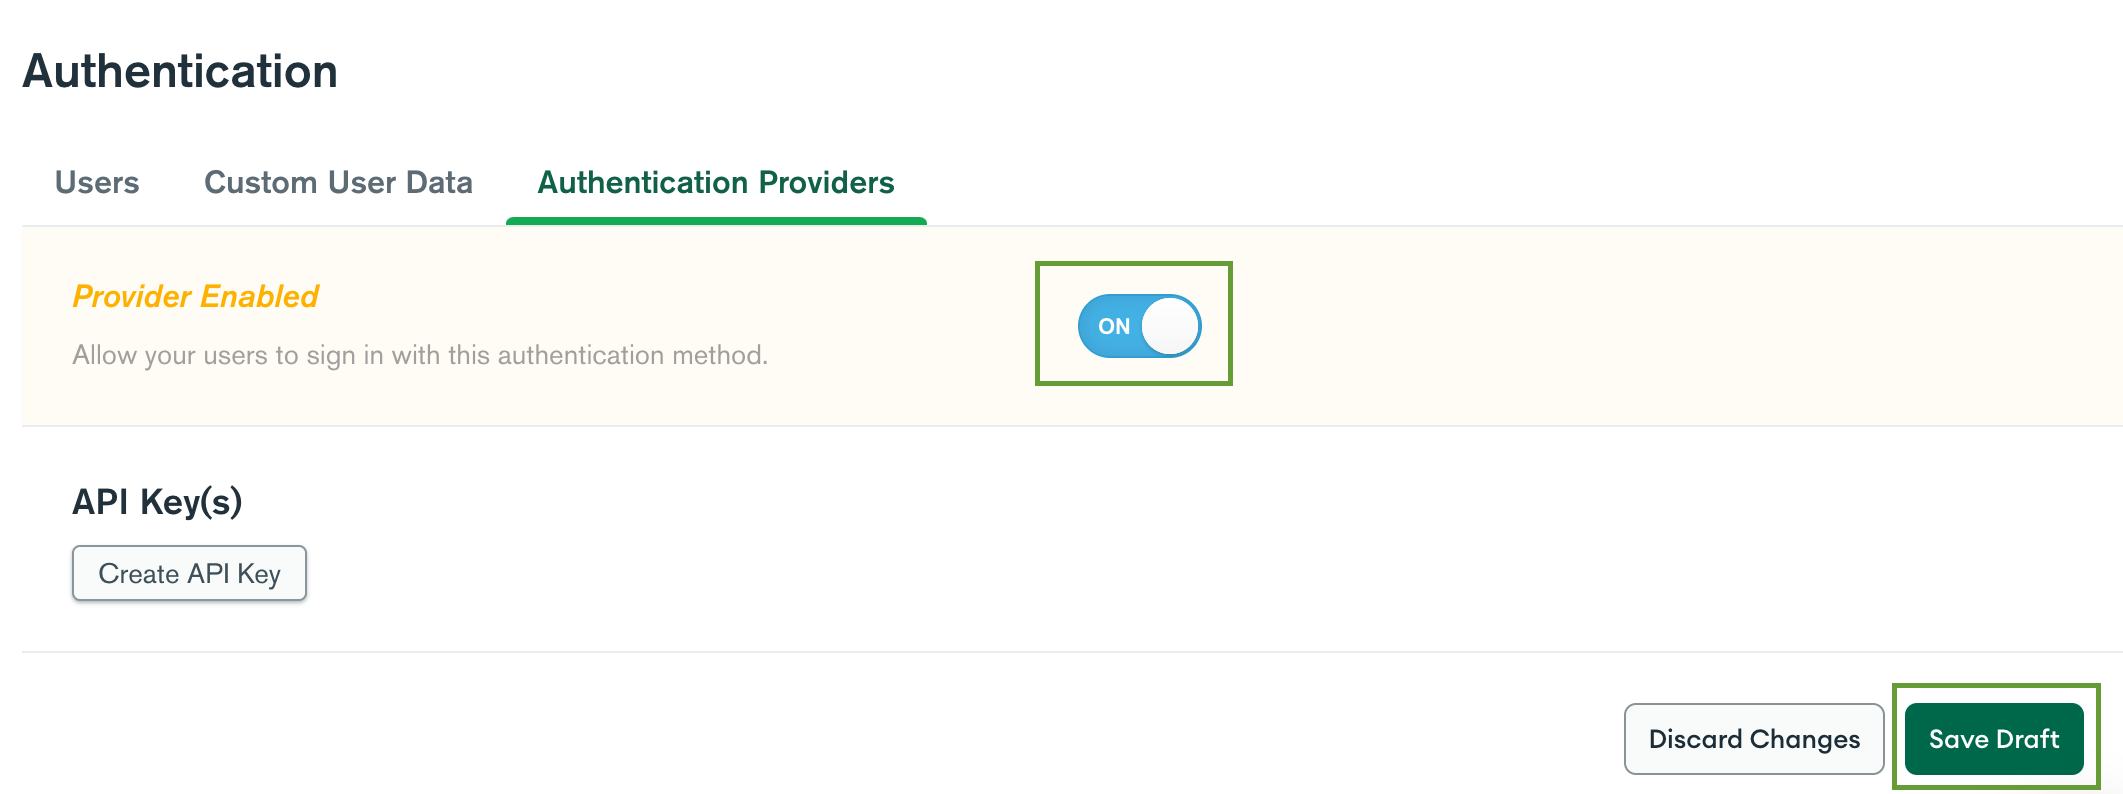 Authentication
Users Custom User Data Authentication Providers
Provider Enabled
ON
Allow your users to sign in with this authentication method.
API Key(s)
Create API Key
Discard Changes Save Draft